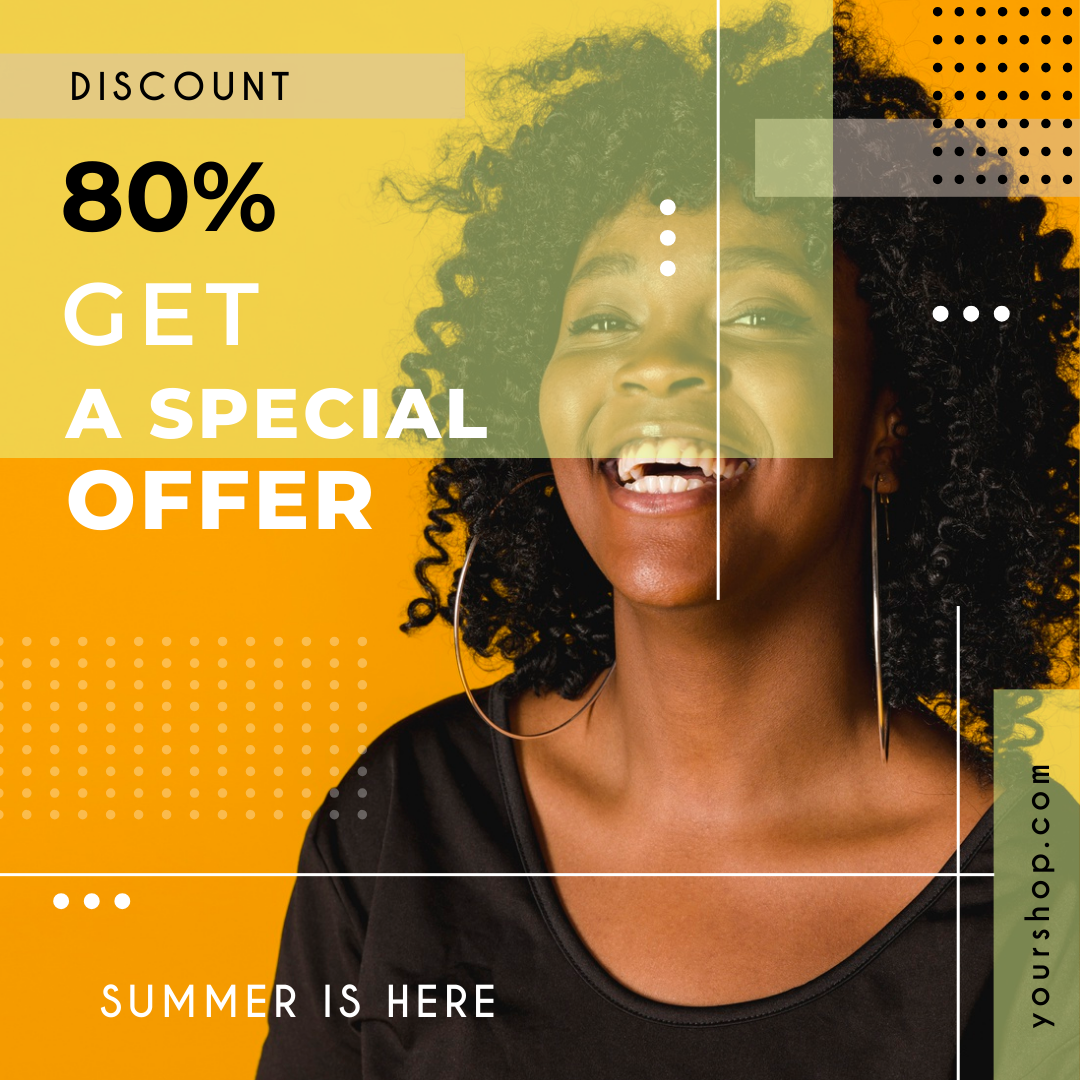 DISCOUNT
80%
GET
A SPECIAL
OFFER
SUMMER IS HERE
yourshop.com